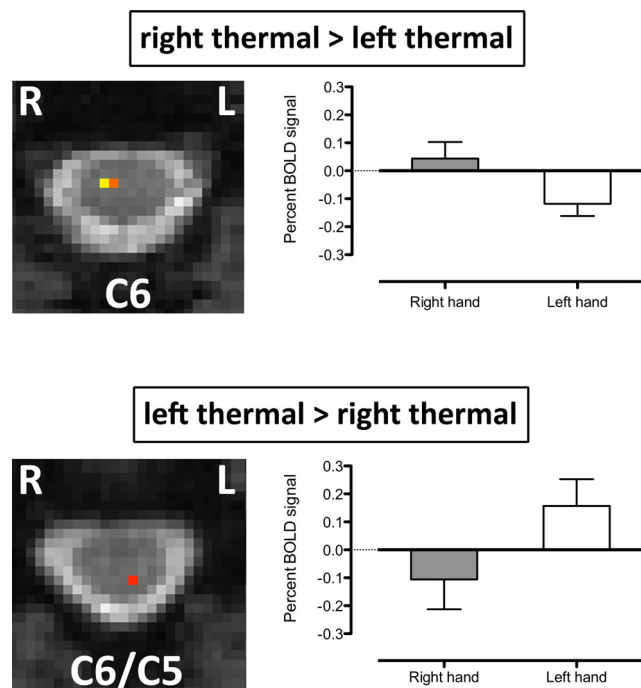 right thermal > left thermal
R L
C6
Percent BOLD signal
0.3
0.2
0.1
0.0
-0.1
-0.2
-0.3
Right hand Left hand
left thermal > right thermal
R L
C6/C5
Percent BOLD signal
0.3
0.2
0.1
0.0
-0.1
-0.2
-0.3
Right hand Left hand